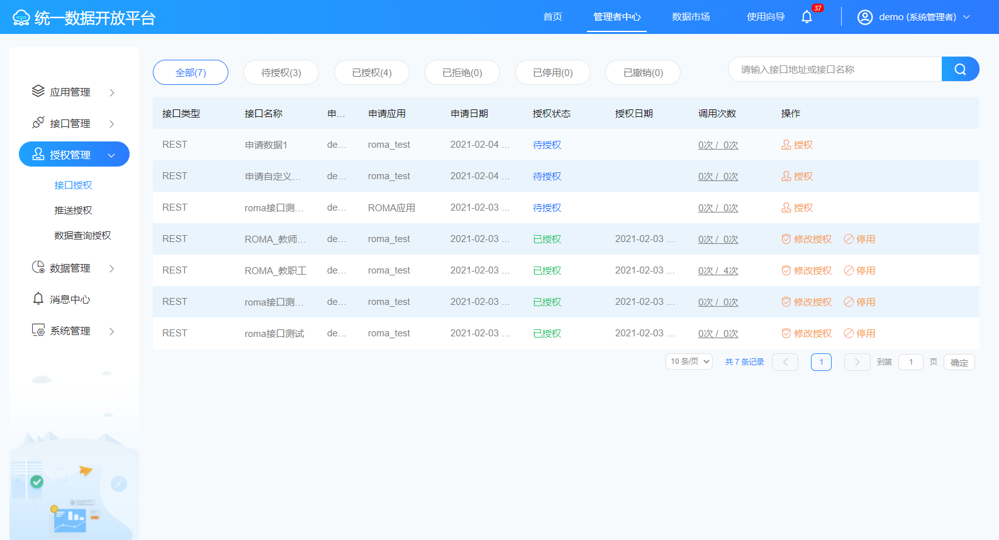 统一数据开放平台
首页 管理者中心 数据市场 使用向导 37 demo (系统管理者)
应用管理
接口管理
授权管理
接口授权
推送授权
数据查询授权
数据管理
消息中心
系统管理
全部(7) 待授权(3) 已授权(4) 已拒绝(0) 已停用(0) 已撤销(0) 请输入接口地址或接口名称
接口类型 接口名称 申... 申请应用 申请日期 授权状态 授权日期 调用次数 操作
REST 申请数据1 de... roma_test 2021-02-04 ... 待授权 0次 / 0次 授权
REST 申请自定义... de... roma_test 2021-02-04 ... 待授权 0次 / 0次 授权
REST roma接口测... de... ROMA应用 2021-02-03 ... 待授权 0次 / 0次 授权
REST ROMA_教师... de... roma_test 2021-02-03 ... 已授权 2021-02-03 ... 0次 / 0次 修改授权 停用
REST ROMA_教职工 de... roma_test 2021-02-03 ... 已授权 2021-02-03 ... 0次 / 4次 修改授权 停用
REST roma接口测... de... roma_test 2021-02-03 ... 已授权 2021-02-03 ... 0次 / 0次 修改授权 停用
REST roma接口测试 de... roma_test 2021-02-03 ... 已授权 2021-02-03 ... 0次 / 0次 修改授权 停用
10 条/页 共 7 条记录 1 到第 1 页 确定